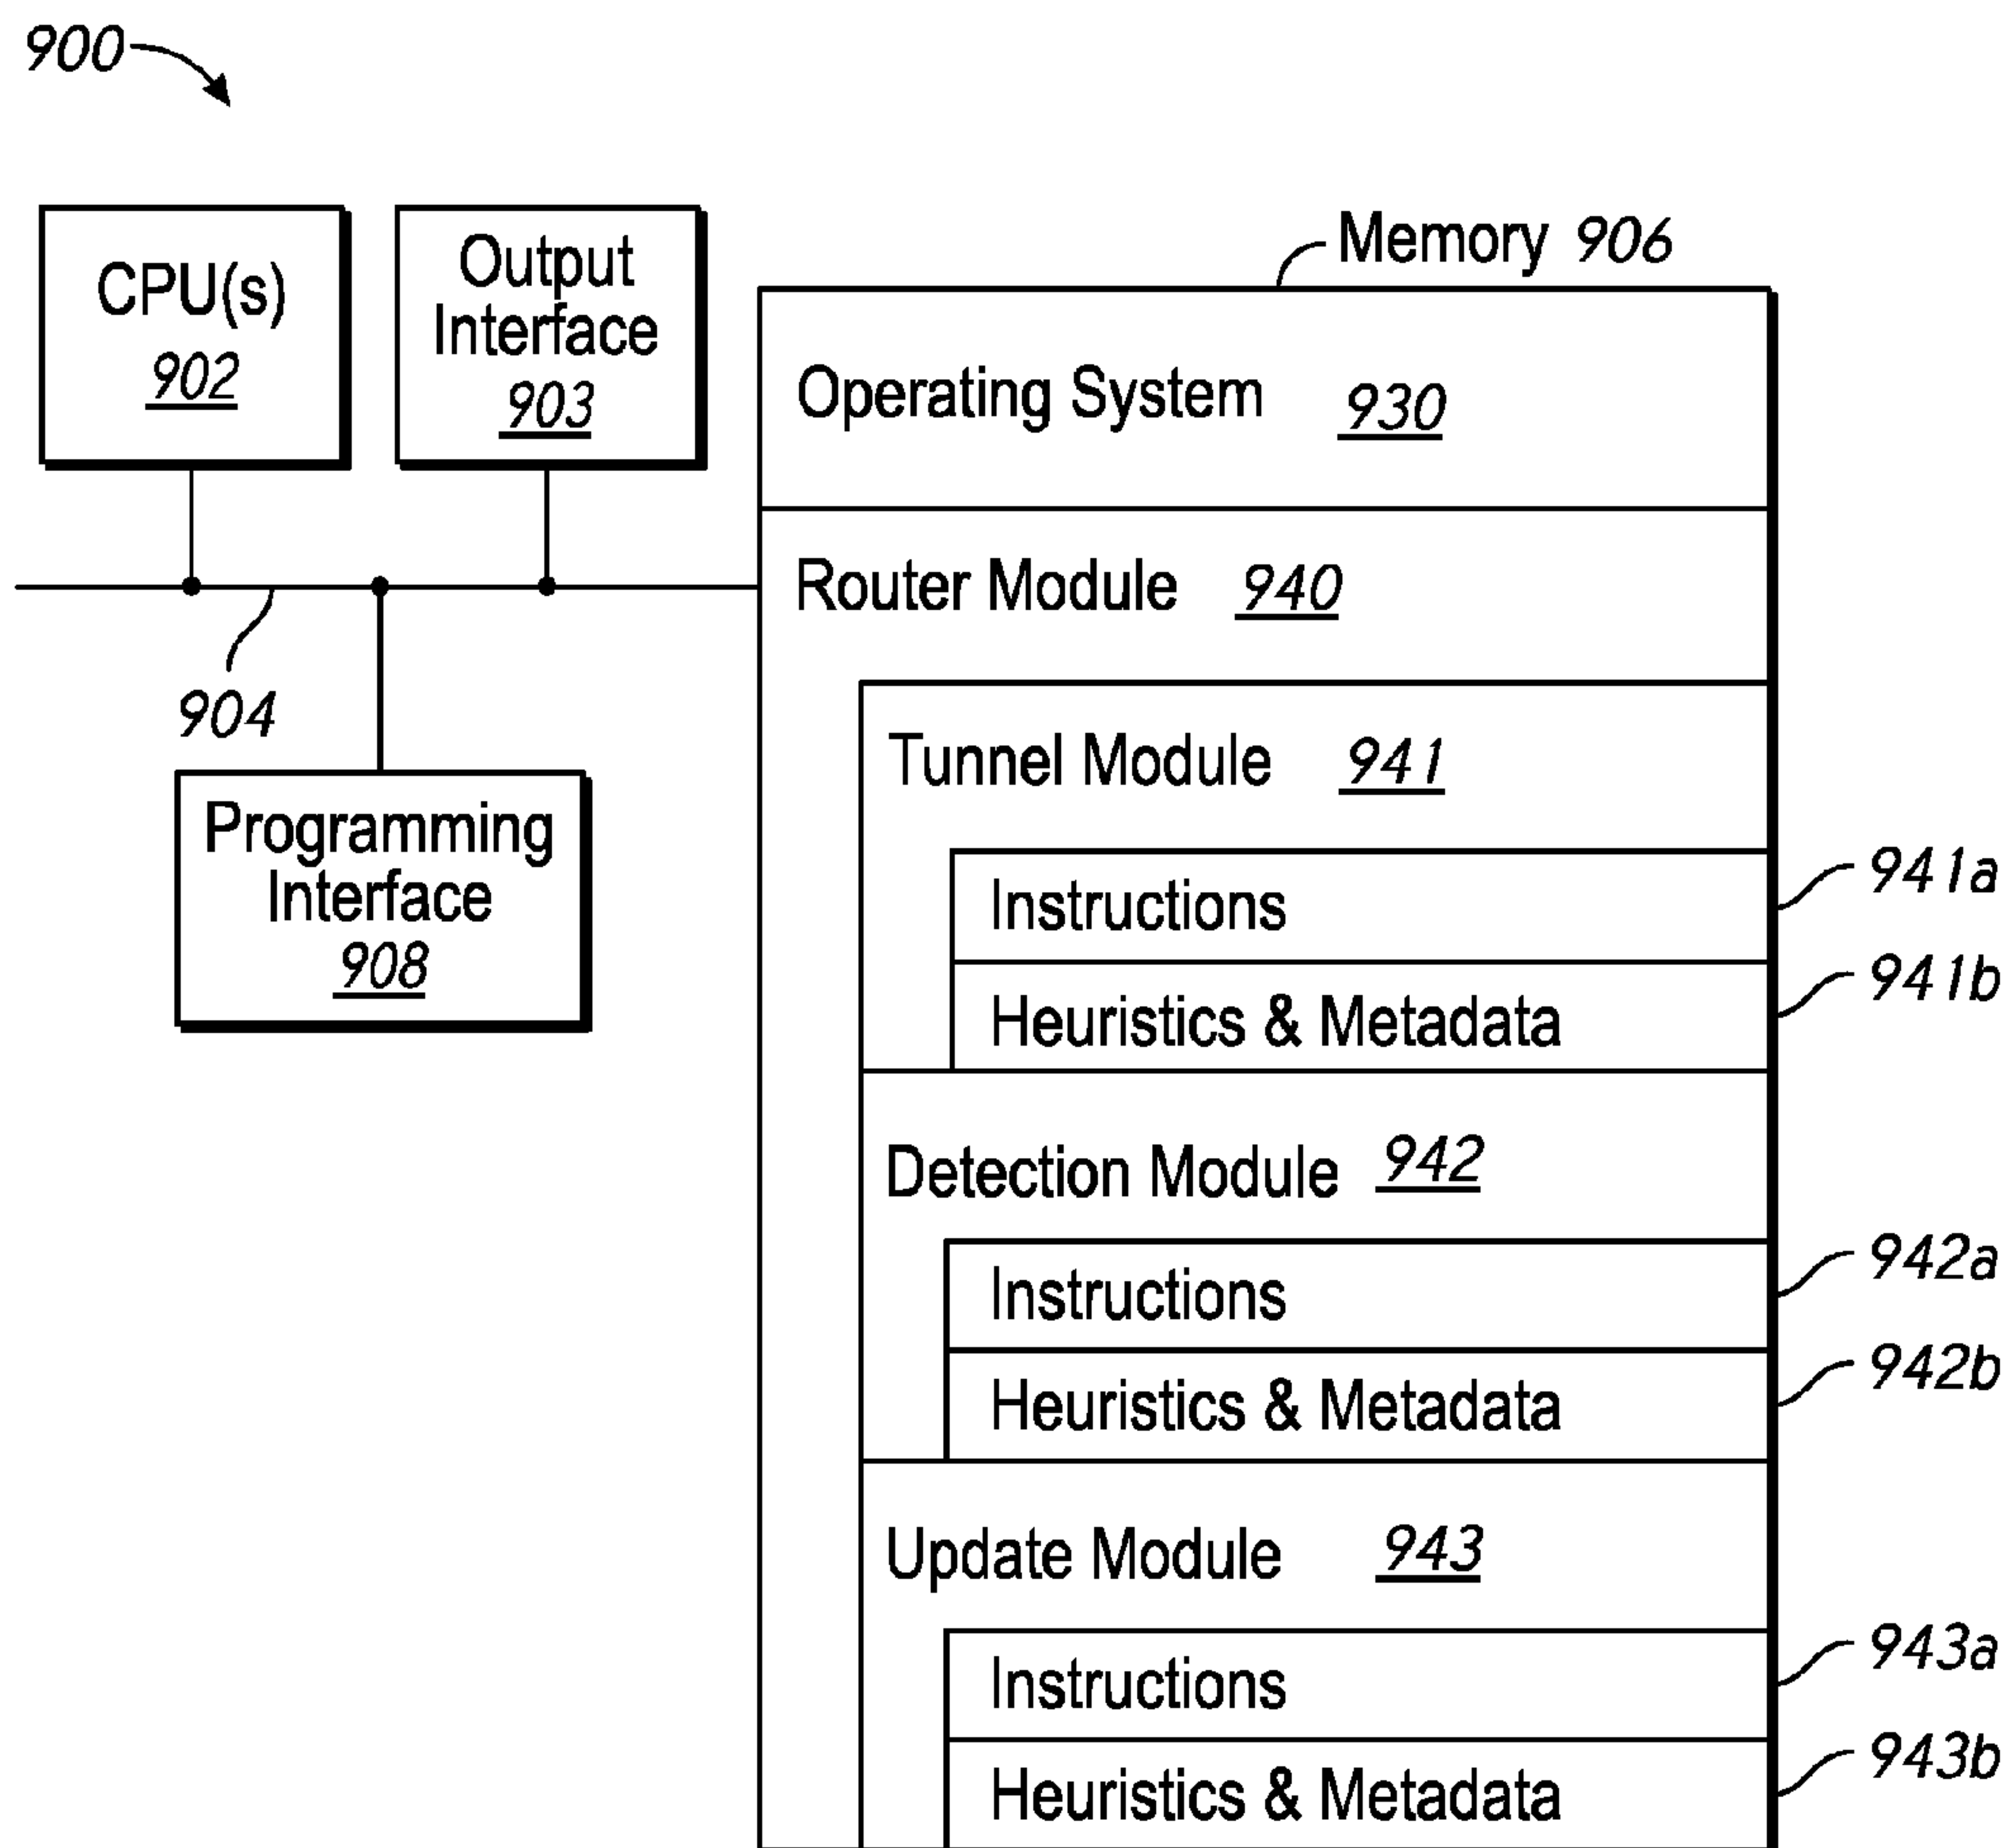 900
CPU(s)
902
Output
Interface
903
904
Programming
Interface
908
Memory 906
Operating System 930
Router Module 940
Tunnel Module 941
Instructions
941a
Heuristics & Metadata
941b
Detection Module 942
Instructions
942a
Heuristics & Metadata
942b
Update Module 943
Instructions
943a
Heuristics & Metadata
943b